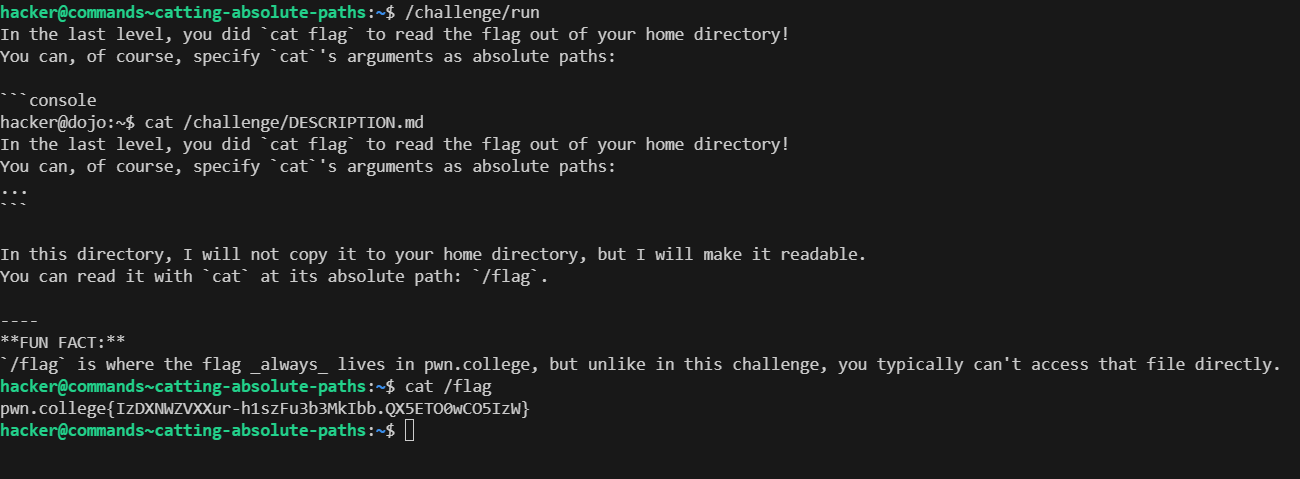 hacker@commands~catting-absolute-paths:~$ /challenge/run
In the last level, you did `cat flag` to read the flag out of your home directory!
You can, of course, specify `cat`'s arguments as absolute paths:
```console
hacker@dojo:~$ cat /challenge/DESCRIPTION.md
In the last level, you did `cat flag` to read the flag out of your home directory!
You can, of course, specify `cat`'s arguments as absolute paths:
...
```
In this directory, I will not copy it to your home directory, but I will make it readable.
You can read it with `cat` at its absolute path: `/flag`.
----
**FUN FACT:**
`/flag` is where the flag _always_ lives in pwn.college, but unlike in this challenge, you typically can't access that file directly.
hacker@commands~catting-absolute-paths:~$ cat /flag
pwn.college{IzDXNWZVXXur-h1szFu3b3MkIbb.QX5ETO0wCO5IzW}
hacker@commands~catting-absolute-paths:~$